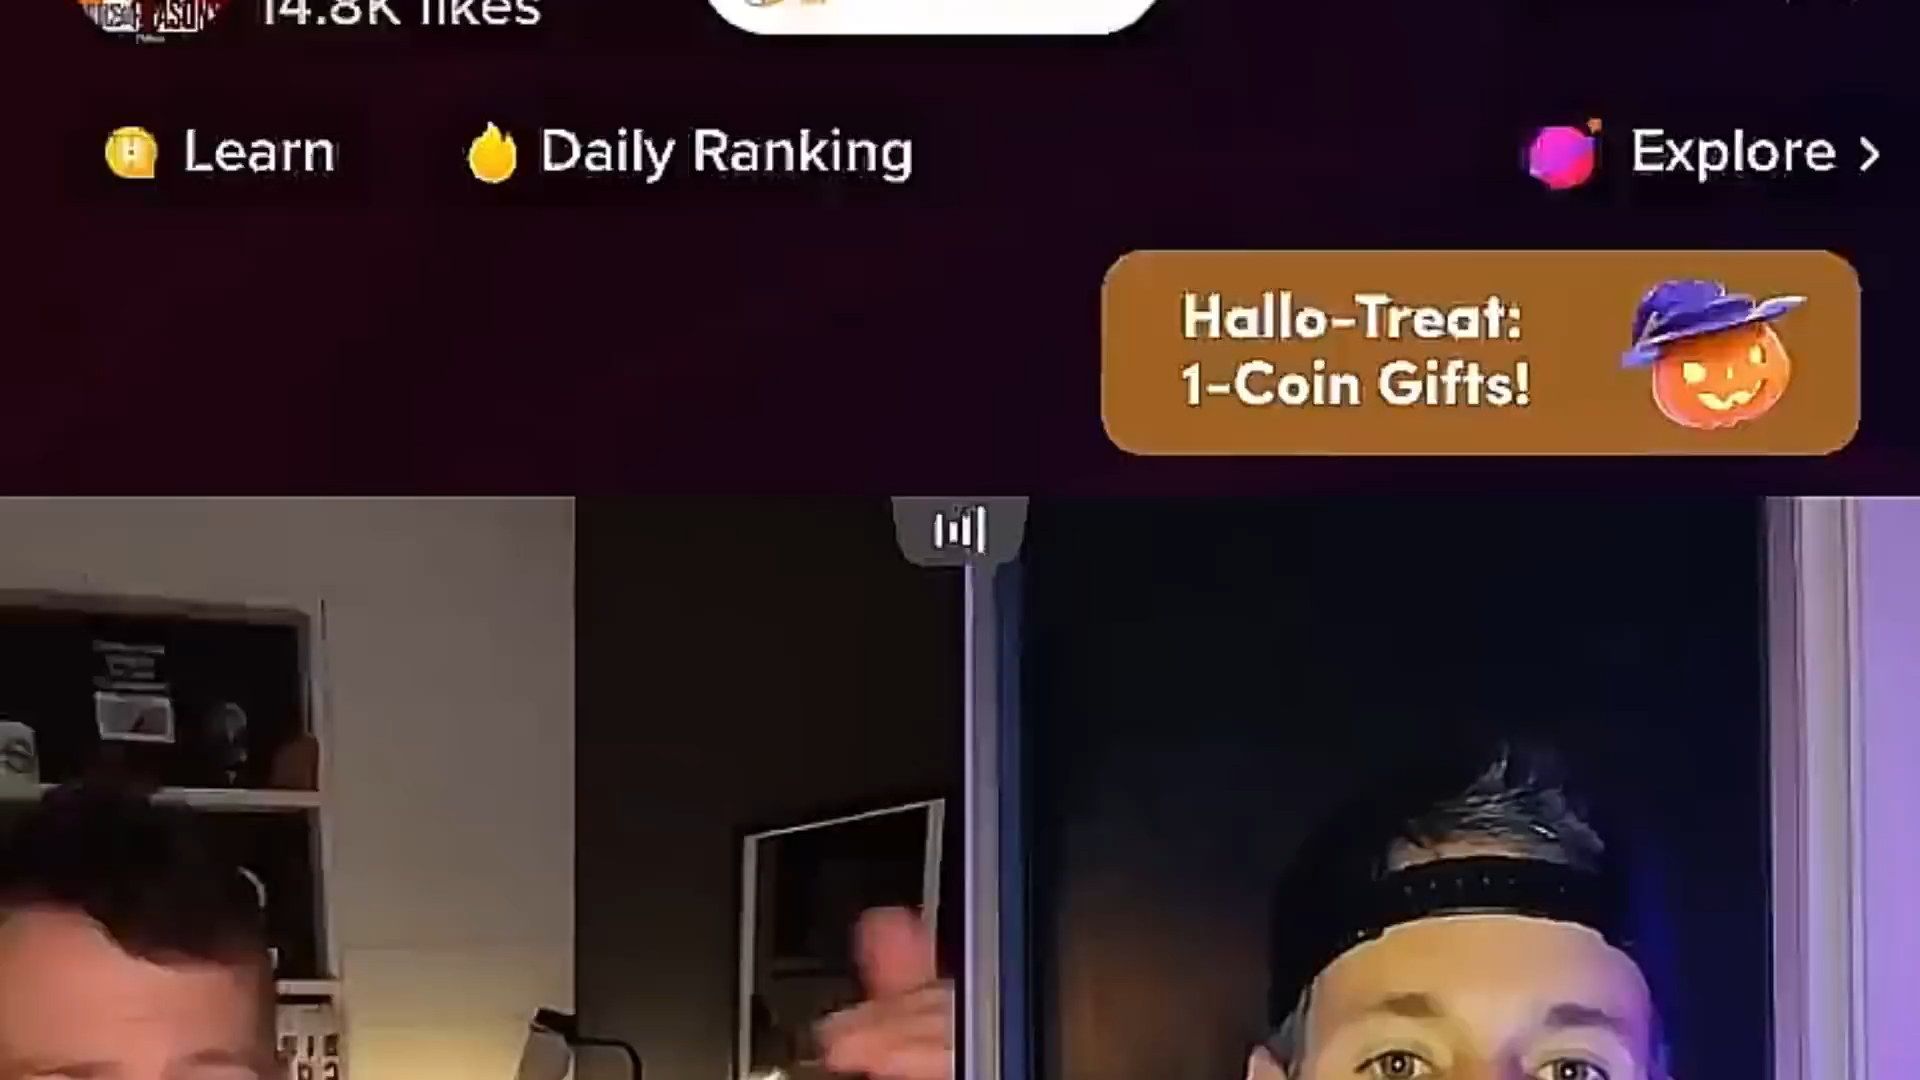 14.8K likes
Learn
Daily Ranking
Explore >
Hallo-Treat:
1-Coin Gifts!